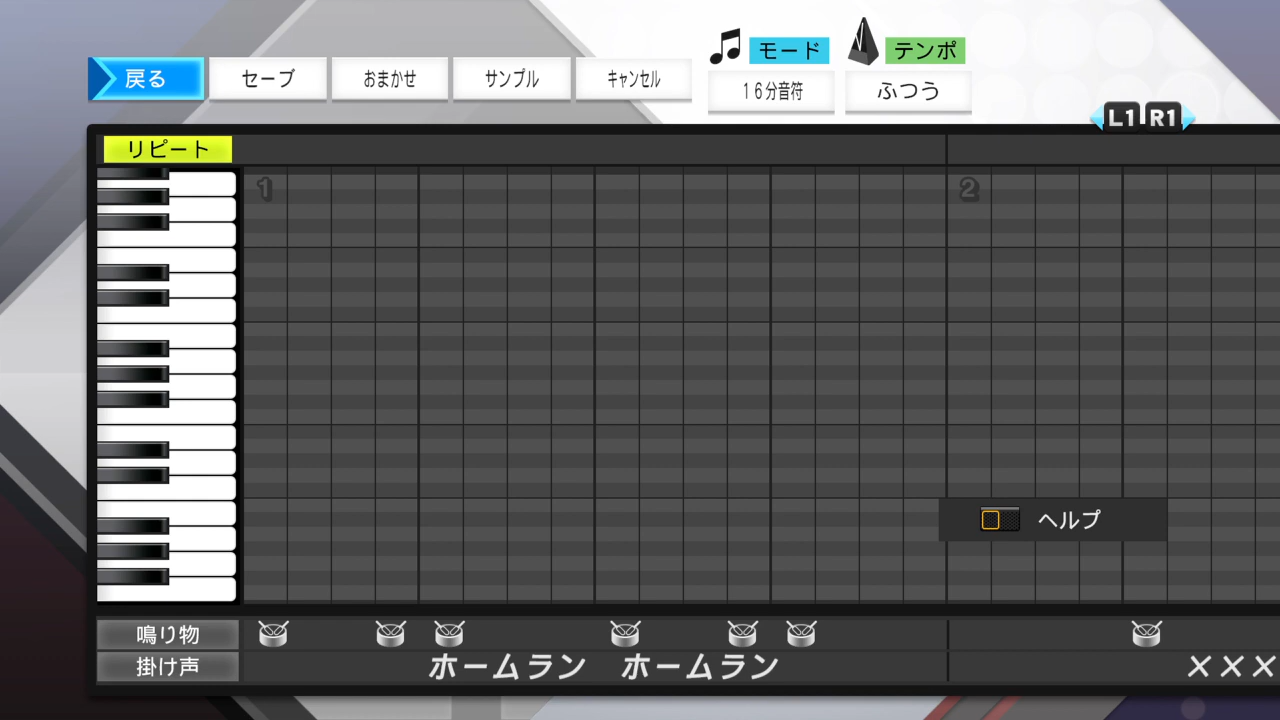 モード
テンポ
戻る
セーブ
おまかせ
サンプル
キャンセル
16分音符
ふつう
L1 R1
リピート
1
2
ヘルプ
鳴り物
掛け声
ホームラン
ホームラン
×××